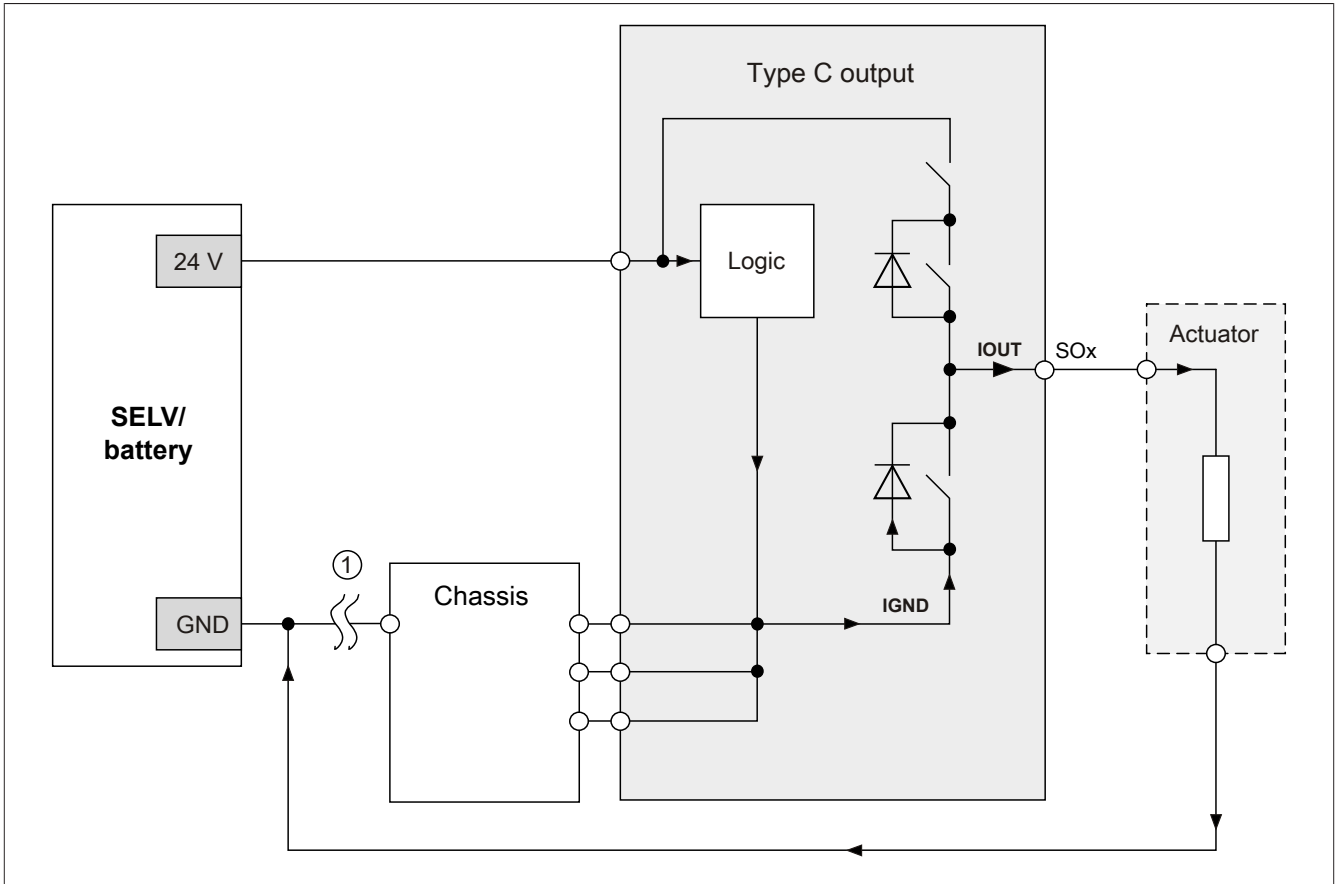 Type C output
24 V
Logic
SELV/
battery
IOUT
SOx
Actuator
1
Chassis
GND
IGND